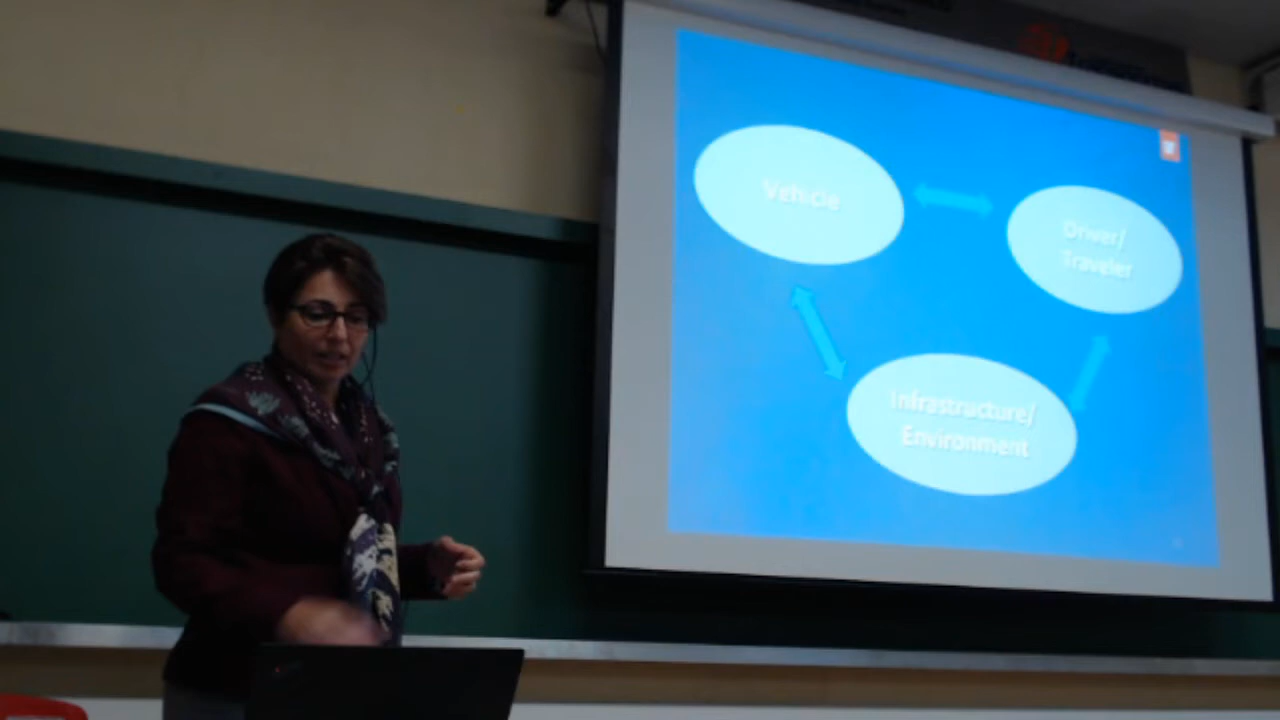 Vehicle
Driver/
Traveler
Infrastructure/
Environment